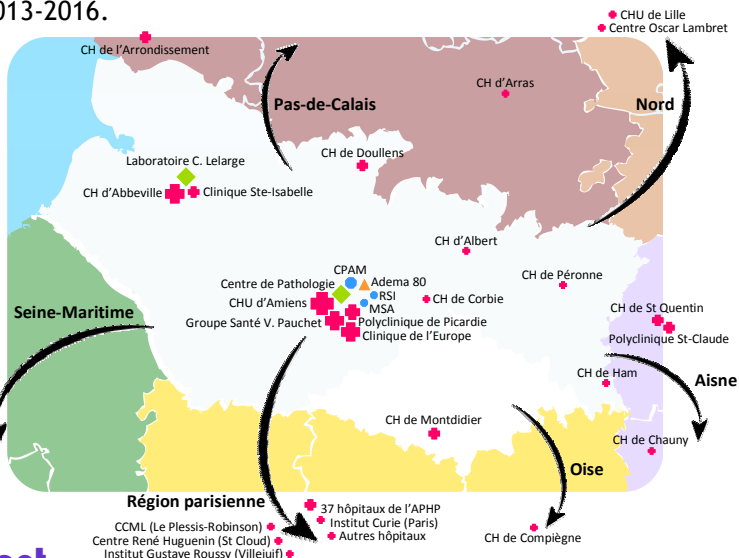 013-2016.
CHU de Lille
Centre Oscar Lambret
CH de l'Arrondissement
CH d'Arras
Pas-de-Calais
Nord
Laboratoire C. Lelarge
CH de Doullens
CH d'Abbeville
Clinique Ste-Isabelle
CH d'Albert
CPAM
CH de Péronne
Centre de Pathologie
Adema 80
RSI
CHU d'Amiens
CH de Corbie
MSA
CH de St Quentin
Seine-Maritime
Groupe Santé V. Pauchet
Polyclinique de Picardie
Clinique de l'Europe
Polyclinique St-Claude
CH de Ham
Aisne
CH de Montdidier
CH de Chauny
Oise
Région parisienne
37 hôpitaux de l'APHP
CCML (Le Plessis-Robinson)
Institut Curie (Paris)
Centre René Huguenin (St Cloud)
Autres hôpitaux
CH de Compiègne
Institut Gustave Roussy (Villejuif)